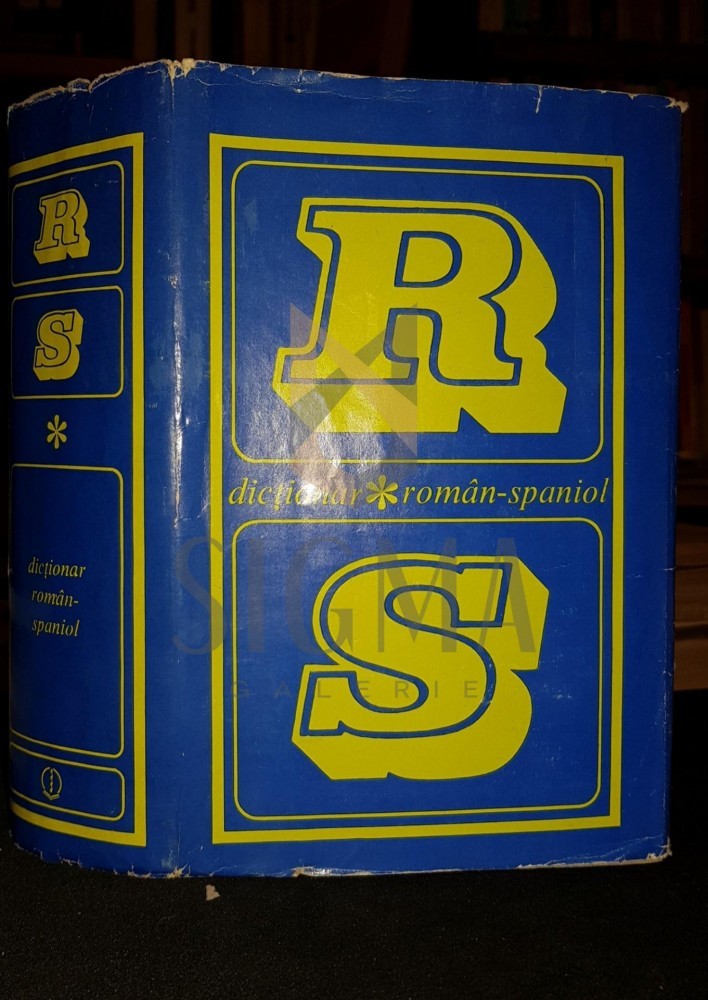 R
S
*
dicționar
român-
spaniol
R
dicționar * român-spaniol
S
SIGMA
GALERIE